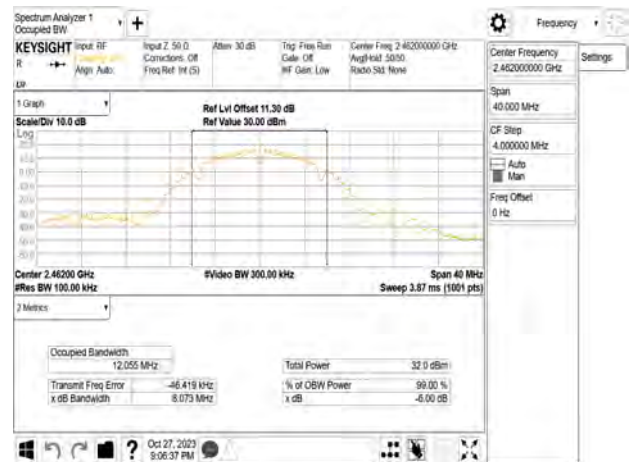 Spectrum Analyzer 1
Occupied BW
KEYSIGHT
Input: RF
Input Z: 50 Ω
Atten: 30 dB
Trig: Free Run
Center Freq: 2.462000000 GHz
R
Corrections: Off
Gate: Off
Avg|Hold: 50/50
Align: Auto
Freq Ref: Int (S)
#IF Gain: Low
Radio Std: None
Frequency
Settings
Center Frequency
2.462000000 GHz
Span
40.000 MHz
CF Step
4.000000 MHz
Auto
Man
Freq Offset
0 Hz
1 Graph
Scale/Div 10.0 dB
Ref Lvl Offset 11.30 dB
Ref Value 30.00 dBm
Log
Center 2.46200 GHz
#Video BW 300.00 kHz
Span 40 MHz
#Res BW 100.00 kHz
Sweep 3.87 ms (1001 pts)
2 Metrics
Occupied Bandwidth
12.055 MHz
Total Power
32.0 dBm
Transmit Freq Error
-46.419 kHz
% of OBW Power
99.00 %
x dB Bandwidth
8.073 MHz
x dB
-6.00 dB
Oct 27, 2023
9:06:37 PM